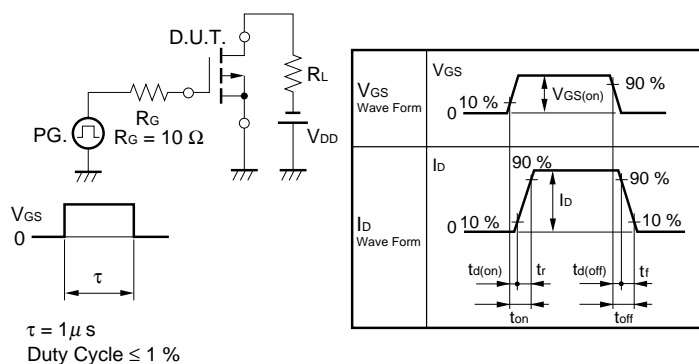 D.U.T.
RL
VDD
RG
RG = 10 Ω
PG.
VGS
0
τ
τ = 1μ s
Duty Cycle ≤ 1 %
VGS
Wave Form
VGS
10 %
0
VGS(on)
90 %
ID
Wave Form
ID
90 %
90 %
ID
10 %
0
10 %
td(on)
tr
td(off)
tf
ton
toff